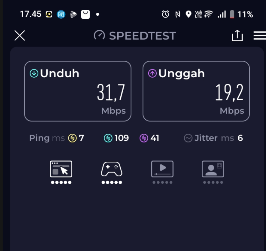 17.45 11%
SPEEDTEST
Unduh Unggah
31,7 19,2
Mbps Mbps
Ping ms 7 109 41 Jitter ms 6